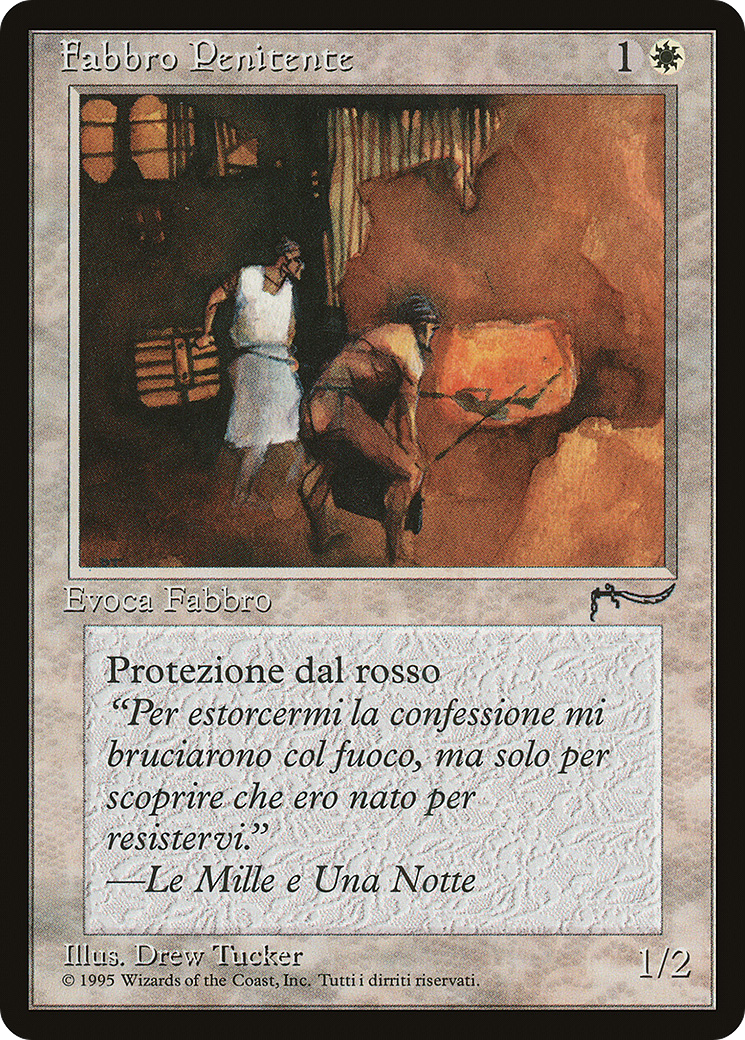 Fabbro Penitente 1
Evoca Fabbro
Protezione dal rosso
“Per estorcermi la confessione mi
bruciarono col fuoco, ma solo per
scoprire che ero nato per
resistervi.”
—Le Mille e Una Notte
Illus. Drew Tucker
1/2
© 1995 Wizards of the Coast, Inc. Tutti i dirriti riservati.